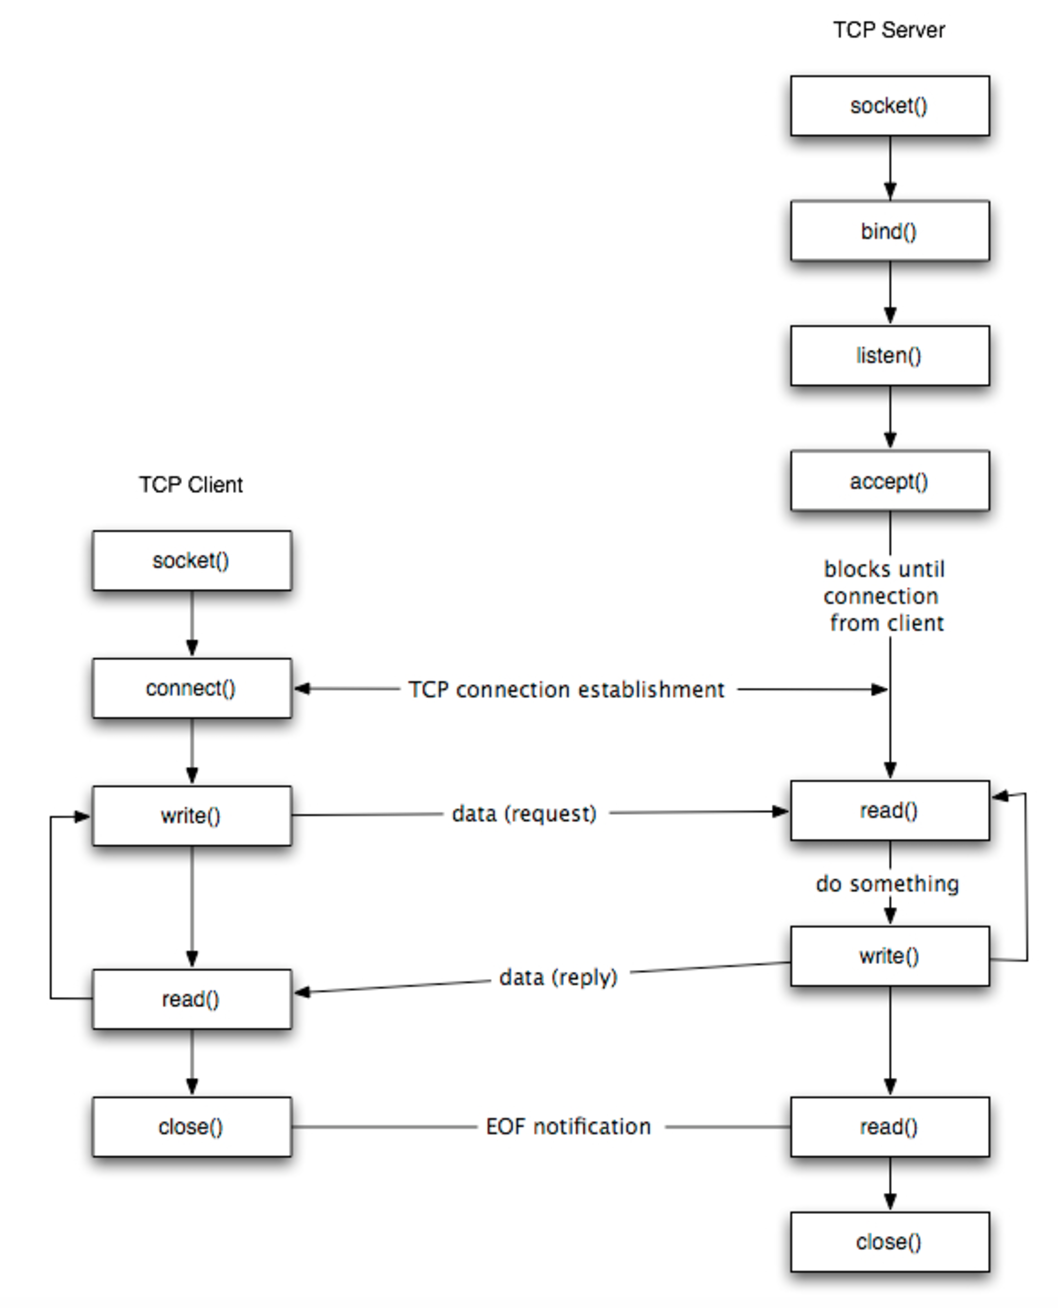 TCP Server
socket()
bind()
listen()
accept()
blocks until
connection
from client
TCP Client
socket()
connect()
TCP connection establishment
write()
data (request)
read()
do something
write()
data (reply)
read()
close()
EOF notification
read()
close()